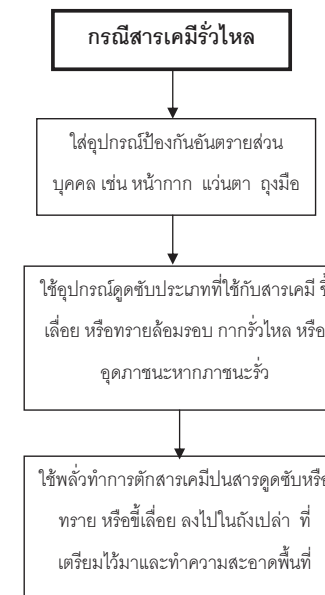 กรณีสารเคมีรั่วไหล
ใส่อุปกรณ์ป้องกันอันตรายส่วน
บุคคล เช่น หน้ากาก แว่นตา ถุงมือ
ใช้อุปกรณ์ดูดซับประเภทที่ใช้กับสารเคมี ขี้
เลื่อย หรือทรายล้อมรอบ กากรั่วไหล หรือ
อุดภาชนะหากภาชนะรั่ว
ใช้พลั่วทำการตักสารเคมีปนสารดูดซับหรือ
ทราย หรือขี้เลื่อย ลงไปในถังเปล่า ที่
เตรียมไว้มาและทำความสะอาดพื้นที่